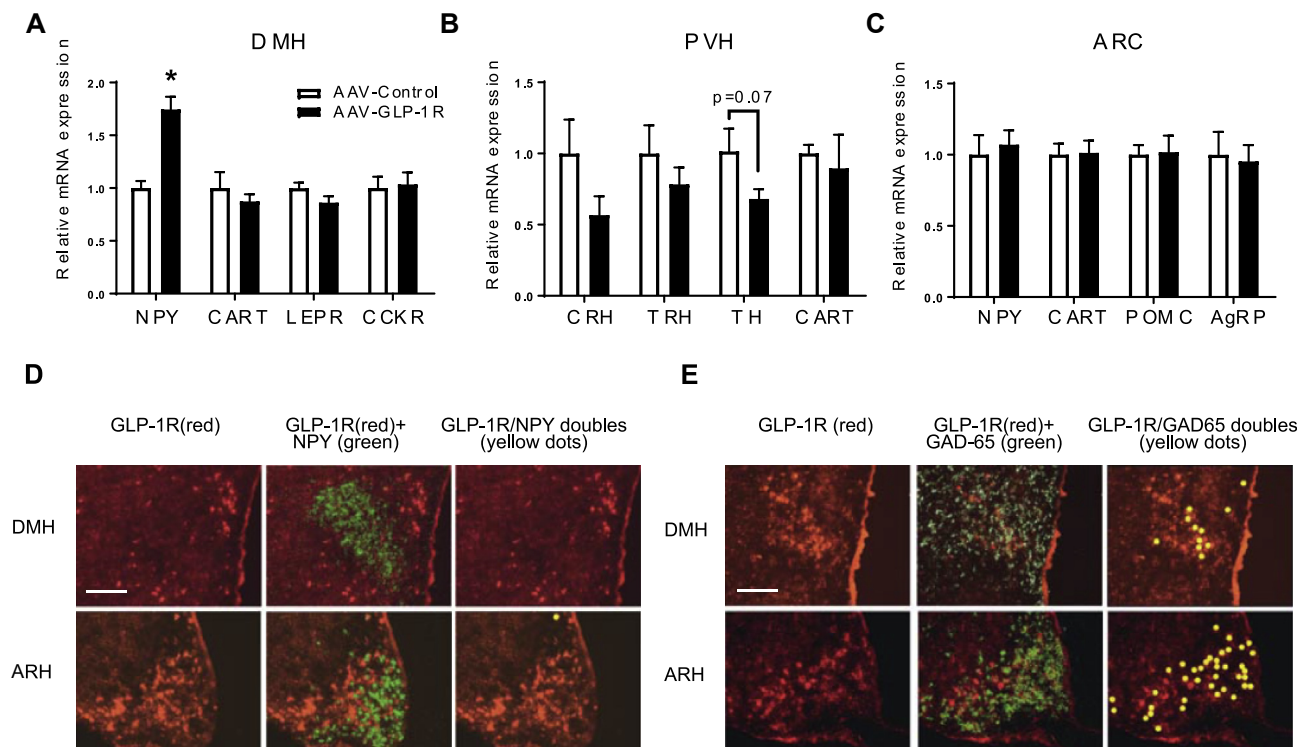 A
DMH
Relative mRNA expression
2.0
1.5
1.0
0.5
0.0
*
AAV-Control
AAV-GLP-1R
NPY CART LEPR CCKR
B
PVH
Relative mRNA expression
1.5
1.0
0.5
0.0
p=0.07
CRH TRH TH CART
C
ARC
Relative mRNA expression
1.5
1.0
0.5
0.0
NPY CART POMC AgRP
D
GLP-1R(red)
GLP-1R(red)+
NPY (green)
GLP-1R/NPY doubles
(yellow dots)
DMH
ARH
E
GLP-1R (red)
GLP-1R(red)+
GAD-65 (green)
GLP-1R/GAD65 doubles
(yellow dots)
DMH
ARH